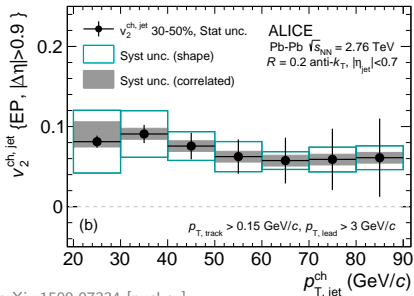 v₂^{ch, jet} {EP, |Δη|>0.9}
0.2
0.1
0
v₂^{ch, jet} 30-50%, Stat unc.
Syst unc. (shape)
Syst unc. (correlated)
ALICE
Pb-Pb √s_NN = 2.76 TeV
R = 0.2 anti-k_T, |η_jet|<0.7
(b)
p_{T, track} > 0.15 GeV/c, p_{T, lead} > 3 GeV/c
20 30 40 50 60 70 80 90
p_{T, jet}^{ch} (GeV/c)